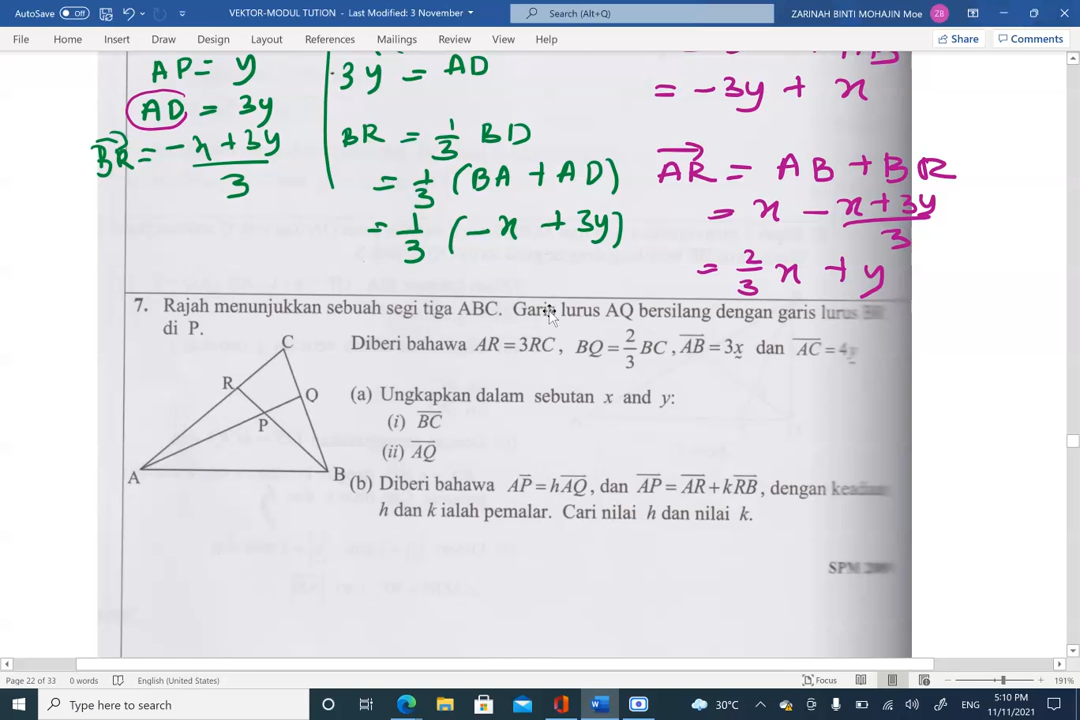 AutoSave Off VEKTOR-MODUL TUTION - Last Modified: 3 November Search (Alt+Q) ZARINAH BINTI MOHAJIN Moe ZB
File Home Insert Draw Design Layout References Mailings Review View Help Share Comments
AP = y
AD = 3y
BR = -x + 3y
3
3y = AD
BR = 1/3 BD
= 1/3 (BA + AD)
= 1/3 (-x + 3y)
= -3y + x
AR = AB + BR
= x - x + 3y
3
= 2/3 x + y
7. Rajah menunjukkan sebuah segi tiga ABC. Garis lurus AQ bersilang dengan garis lurus
di P.
Diberi bahawa AR = 3RC, BQ = 2/3 BC, AB = 3x dan AC = 4y
(a) Ungkapkan dalam sebutan x and y:
(i) BC
(ii) AQ
(b) Diberi bahawa AP = hAQ, dan AP = AR + kRB, dengan keadaan
h dan k ialah pemalar. Cari nilai h dan nilai k.
C
R
Q
P
A
B
SPM
Page 22 of 33 0 words English (United States) Focus 191%
Type here to search 30°C ENG 5:10 PM
11/11/2021